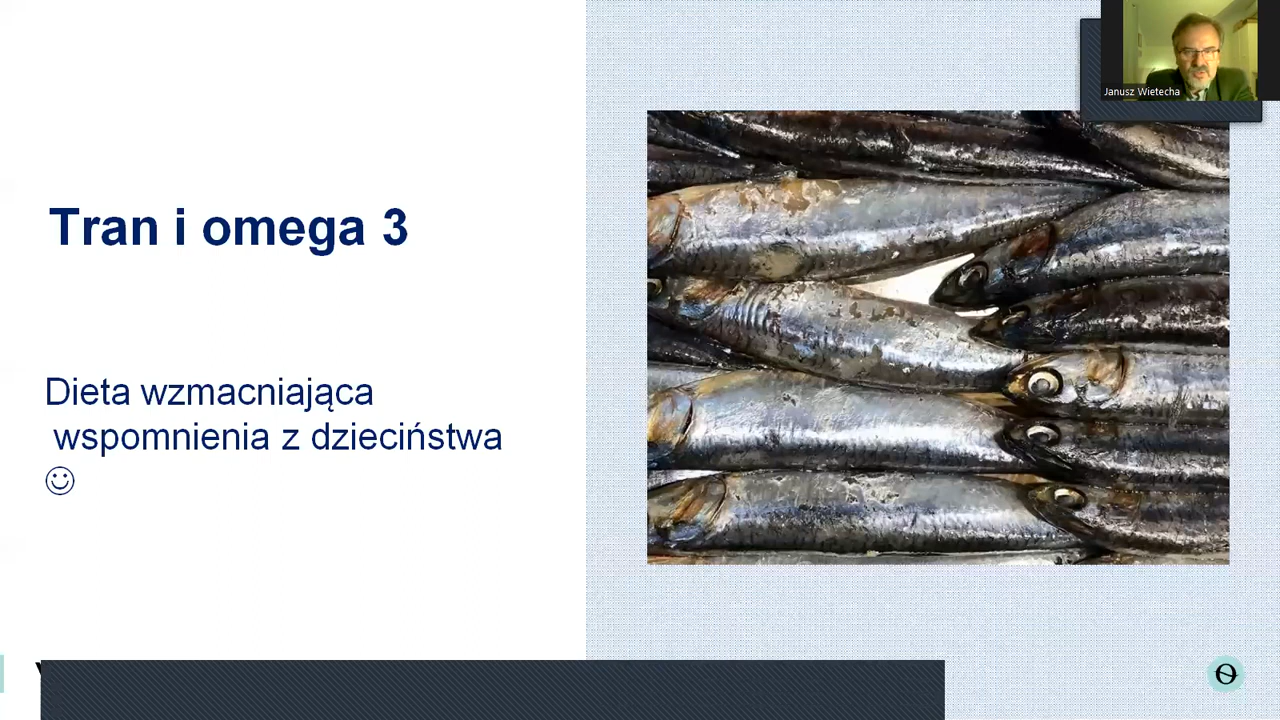 Janusz Wietecha
Tran i omega 3
Dieta wzmacniająca
wspomnienia z dzieciństwa
☺